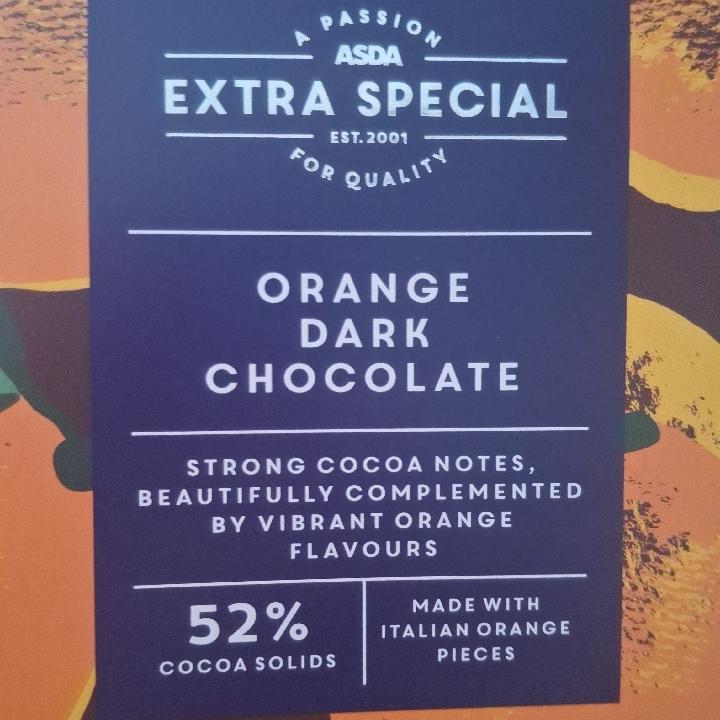 A PASSION
ASDA
EXTRA SPECIAL
EST. 2001
FOR QUALITY
ORANGE
DARK
CHOCOLATE
STRONG COCOA NOTES,
BEAUTIFULLY COMPLEMENTED
BY VIBRANT ORANGE
FLAVOURS
52%
COCOA SOLIDS
MADE WITH
ITALIAN ORANGE
PIECES